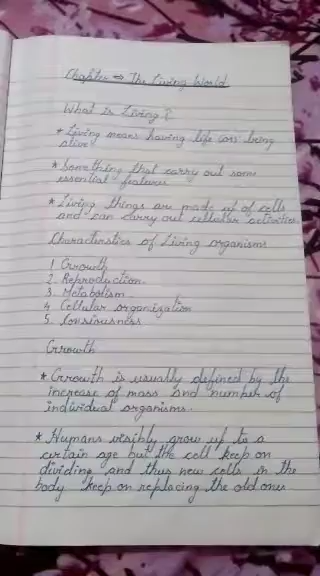 Chapter ⇒ The Living World
What is Living?
* Living means having life (or) being
alive
* Something that carry out some
essential features
* Living things are made up of cells
and can carry out cellular activities.
Characteristics of Living organisms
1. Growth
2. Reproduction.
3. Metabolism.
4. Cellular organization
5. Consiousness
Growth
* Growth is usually defined by the
increase of mass and number of
individual organisms.
* Humans visibly grow up to a
certain age but the cell keep on
dividing and thus new cells in the
body keep on replacing the old ones